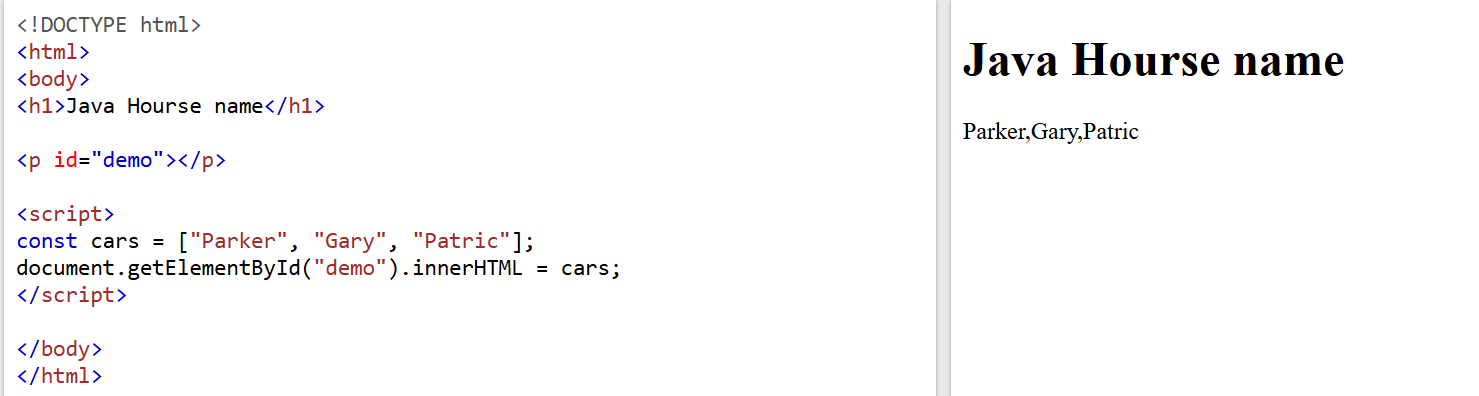 <!DOCTYPE html>
<html>
<body>
<h1>Java Hourse name</h1>
<p id="demo"></p>
<script>
const cars = ["Parker", "Gary", "Patric"];
document.getElementById("demo").innerHTML = cars;
</script>
</body>
</html>
Java Hourse name
Parker,Gary,Patric